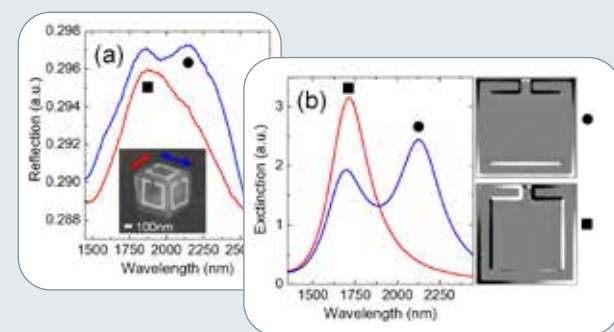 (a)
0.298
0.296
0.294
0.292
0.290
0.288
Reflection (a.u.)
100nm
1500 1750 2000 2250
Wavelength (nm)
(b)
3
2
1
0
Exctinction (a.u.)
1500 1750 2000 2250
Wavelength (nm)